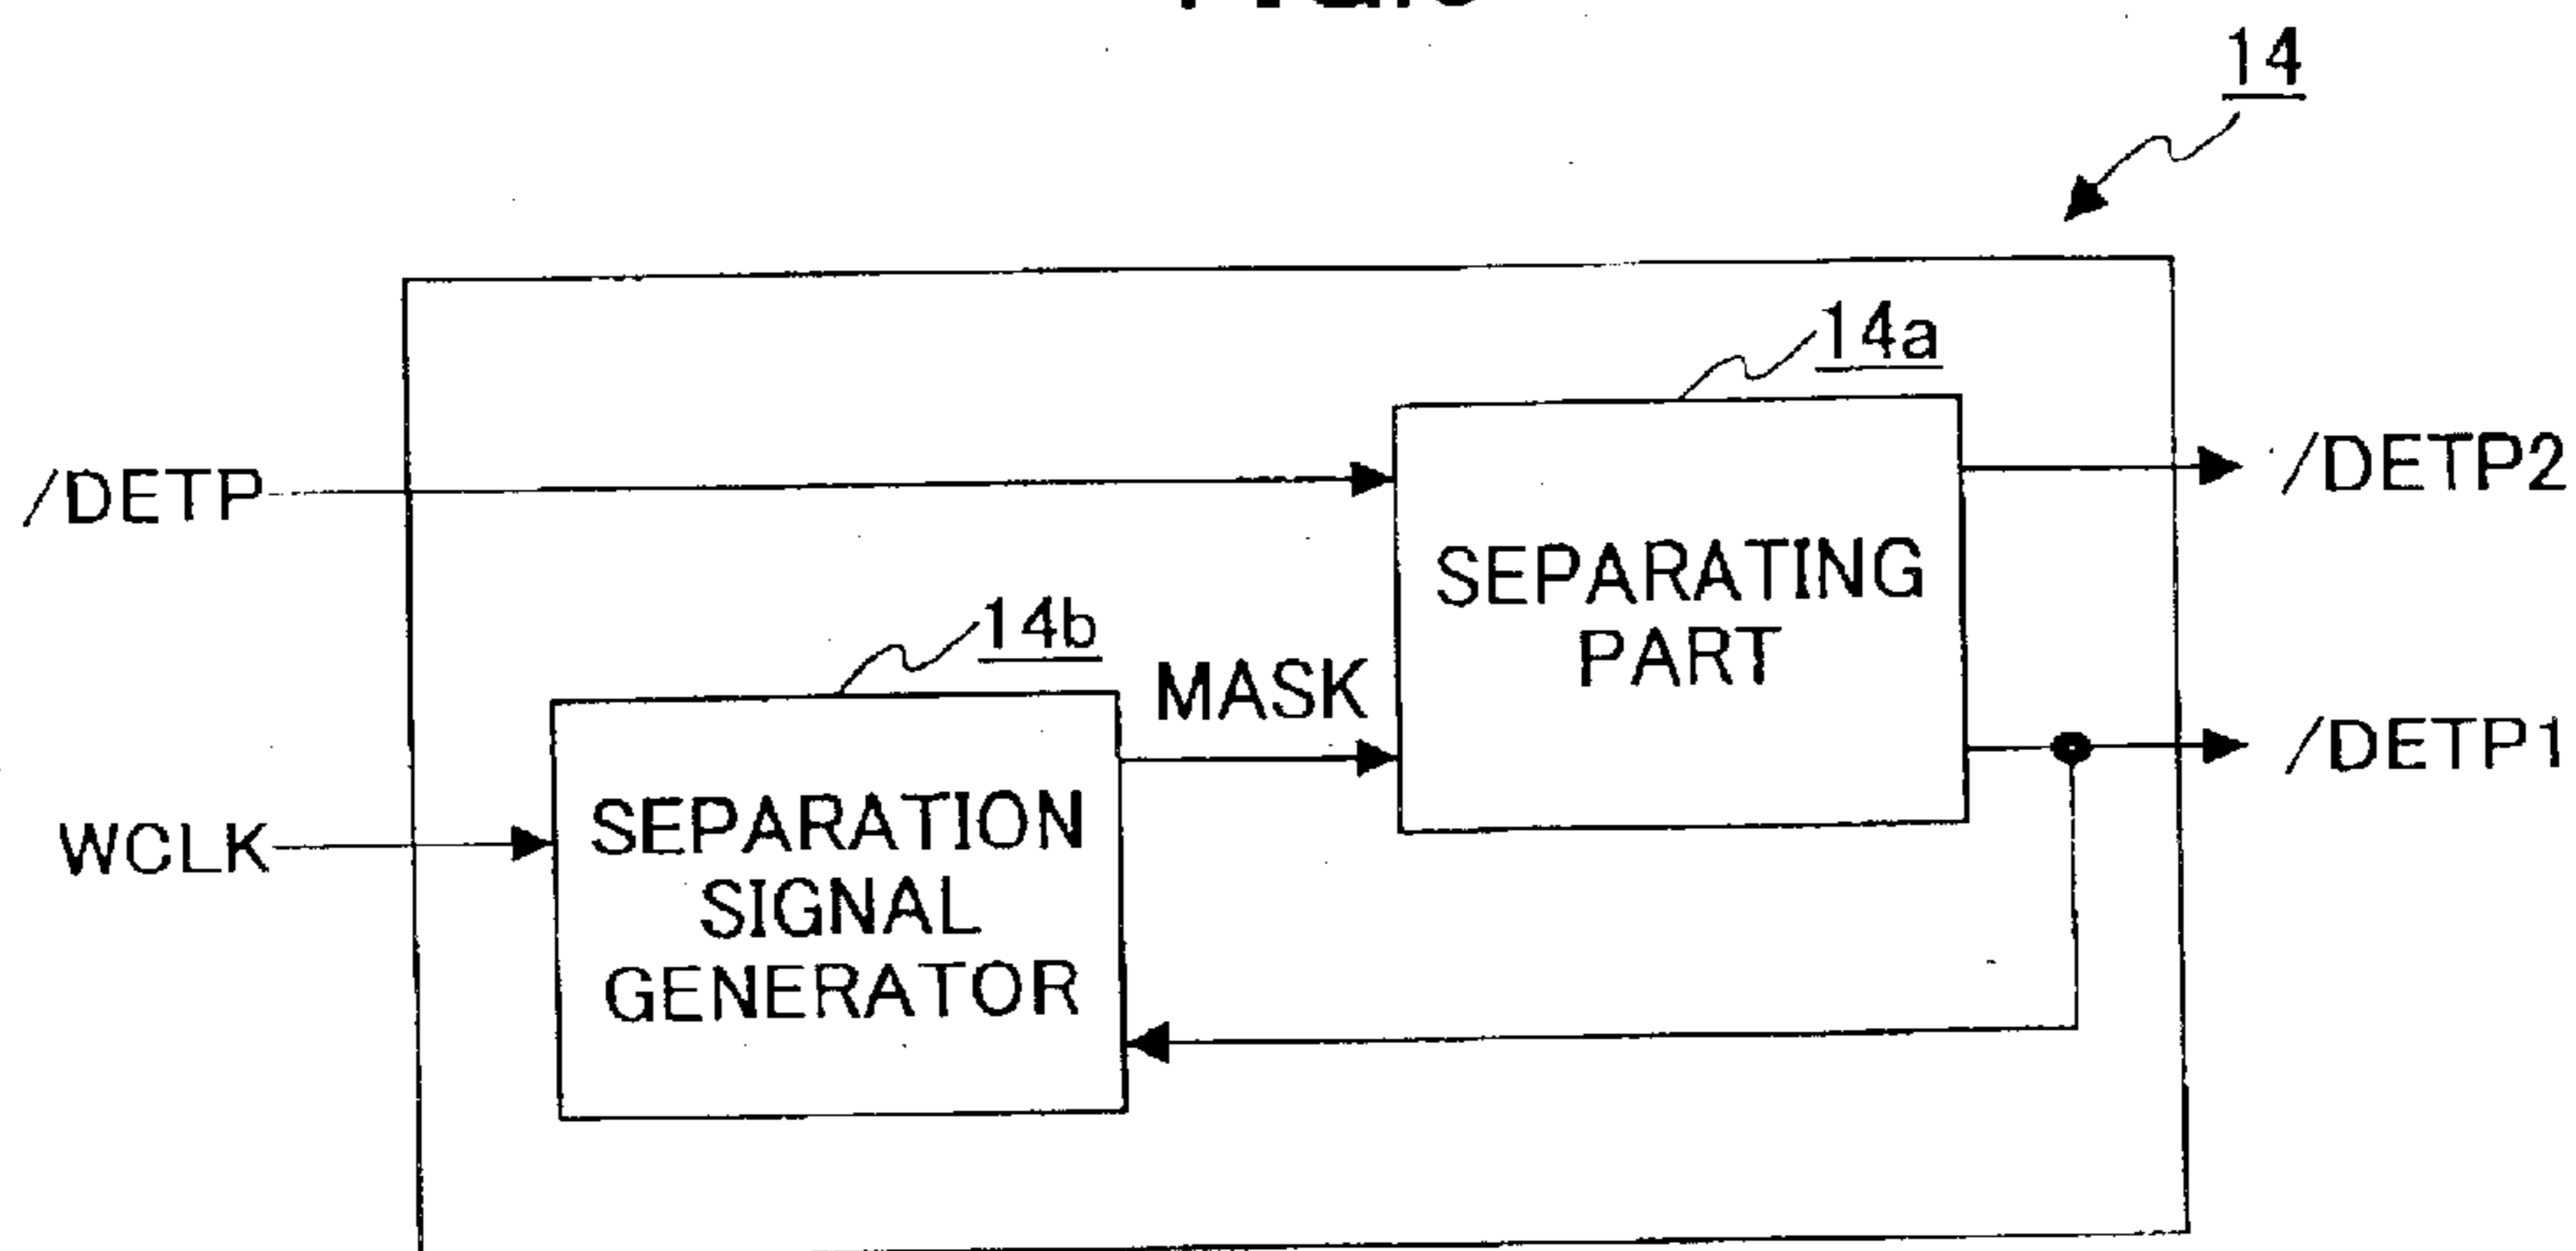 14
14a
/DETP
/DETP2
SEPARATING
PART
14b
MASK
/DETP1
WCLK
SEPARATION
SIGNAL
GENERATOR